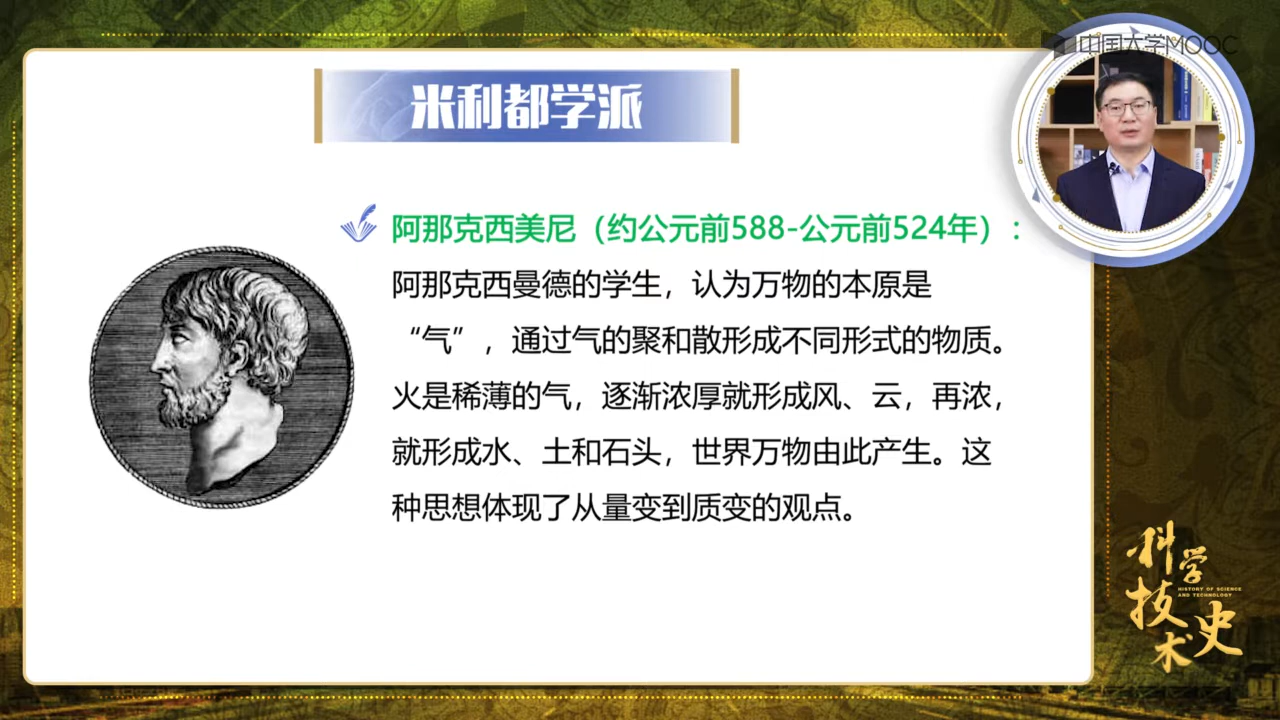 中国大学MOOC
米利都学派
阿那克西美尼（约公元前588-公元前524年）：
阿那克西曼德的学生，认为万物的本原是
“气”，通过气的聚和散形成不同形式的物质。
火是稀薄的气，逐渐浓厚就形成风、云，再浓，
就形成水、土和石头，世界万物由此产生。这
种思想体现了从量变到质变的观点。
科学
HISTORY OF SCIENCE
AND TECHNOLOGY
技术史